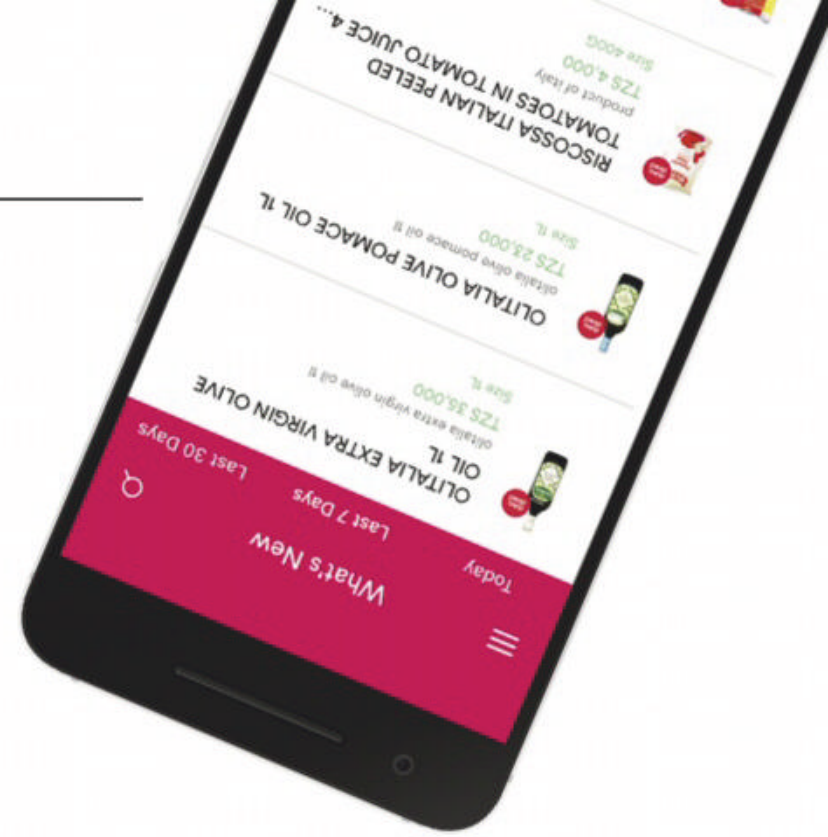 What's New
Today
Last 7 Days
Last 30 Days
OLITALIA EXTRA VIRGIN OLIVE
OIL 1L
olitalia extra virgin olive oil 1l
TZS 35,000
Size 1L
OLITALIA OLIVE POMACE OIL 1L
olitalia olive pomace oil 1l
TZS 23,000
Size 1L
RISCOSSA ITALIAN PEELED
TOMATOES IN TOMATO JUICE 4...
product of italy
TZS 4,000
Size 400G